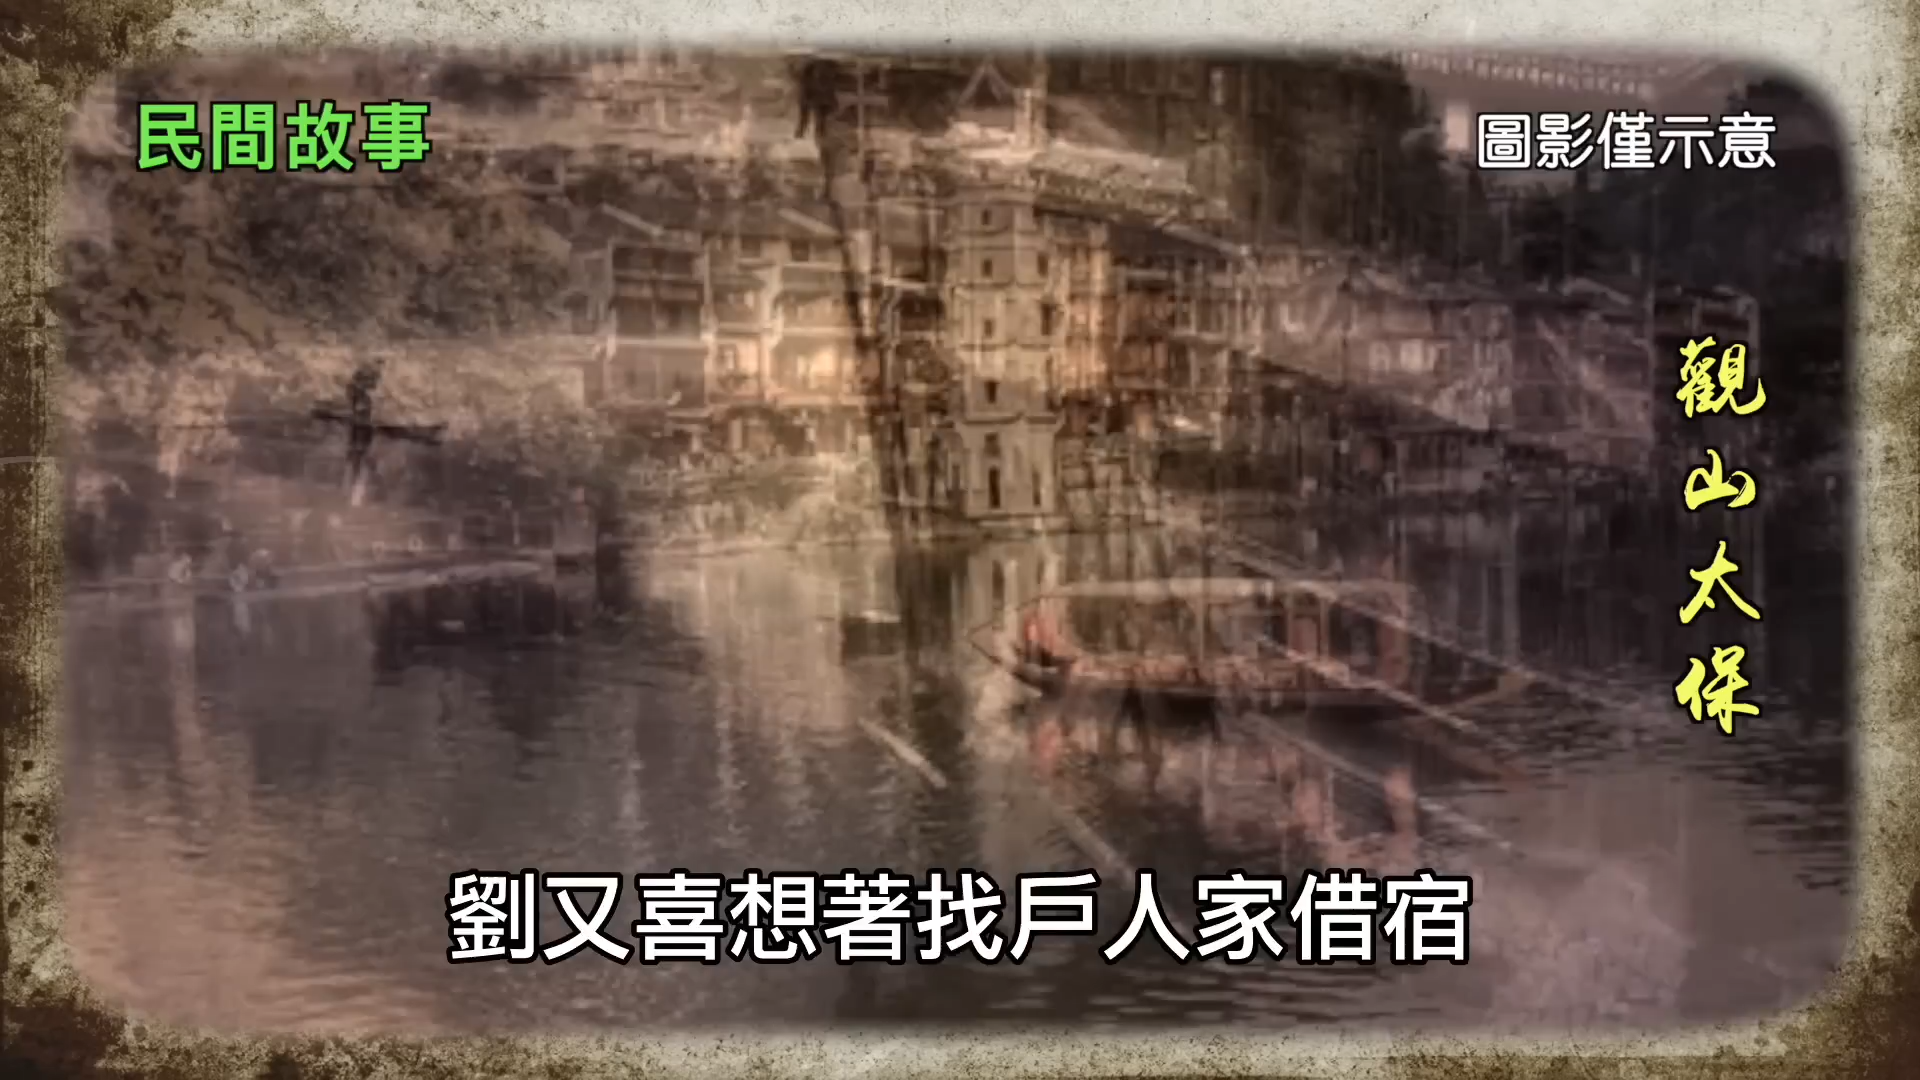 民間故事
圖影僅示意
觀山太保
劉又喜想著找戶人家借宿